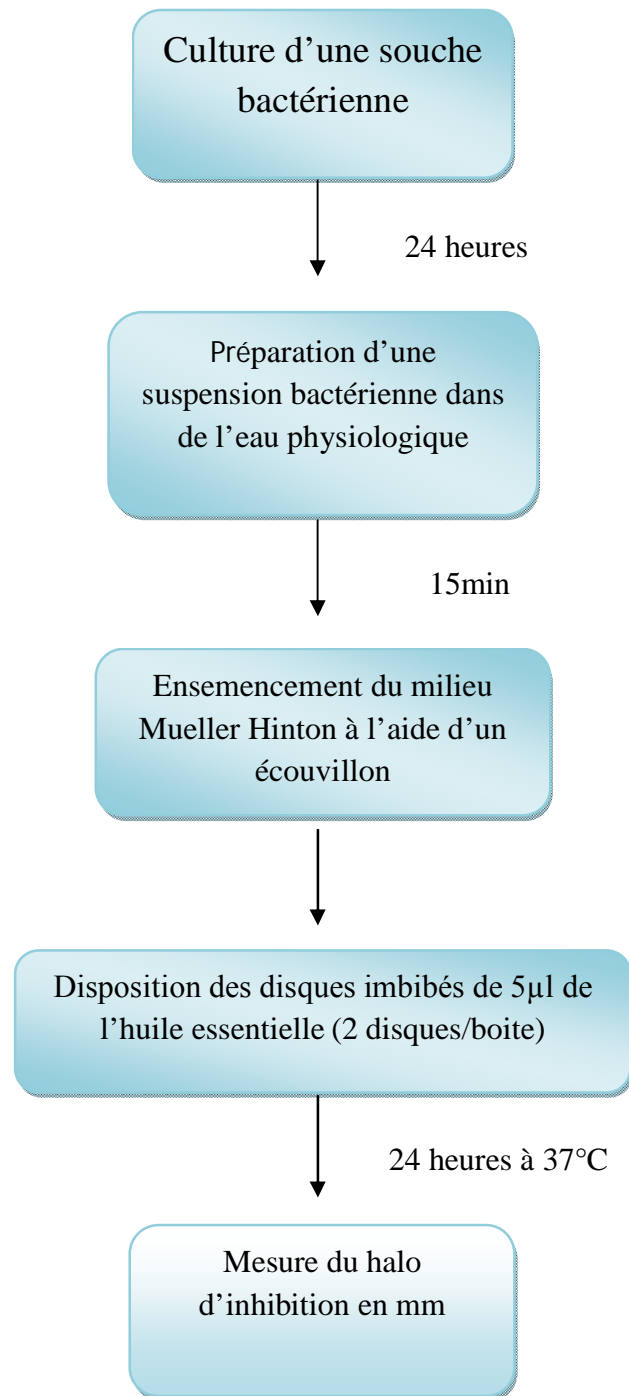 Culture d’une souche
bactérienne
24 heures
Préparation d’une
suspension bactérienne dans
de l’eau physiologique
15min
Ensemencement du milieu
Mueller Hinton à l’aide d’un
écouvillon
Disposition des disques imbibés de 5µl de
l’huile essentielle (2 disques/boite)
24 heures à 37°C
Mesure du halo
d’inhibition en mm